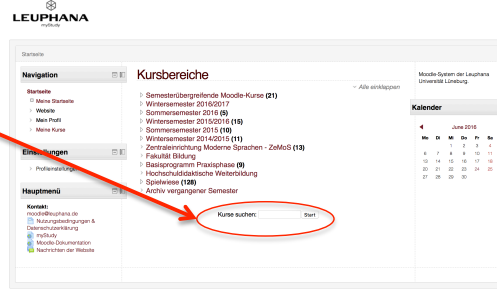 LEUPHANA
myStudy
Startseite
Navigation
Startseite
Meine Startseite
Website
Mein Profil
Meine Kurse
Einstellungen
Profileinstellungen
Hauptmenü
Kontakt:
moodle@leuphana.de
Nutzungsbedingungen &
Datenschutzerklärung
myStudy
Moodle-Dokumentation
Nachrichten der Website
Kursbereiche
Alle einklappen
Semesterübergreifende Moodle-Kurse (21)
Wintersemester 2016/2017
Sommersemester 2016 (5)
Wintersemester 2015/2016 (15)
Sommersemester 2015 (10)
Wintersemester 2014/2015 (11)
Zentraleinrichtung Moderne Sprachen - ZeMoS (13)
Fakultät Bildung
Basisprogramm Praxisphase (9)
Hochschuldidaktische Weiterbildung
Spielwiese (128)
Archiv vergangener Semester
Kurse suchen: Start
Moodle-System der Leuphana
Universität Lüneburg.
Kalender
June 2016
Mo Di Mi Do Fr Sa
1 2 3 4
6 7 8 9 10 11
13 14 15 16 17 18
20 21 22 23 24 25
27 28 29 30